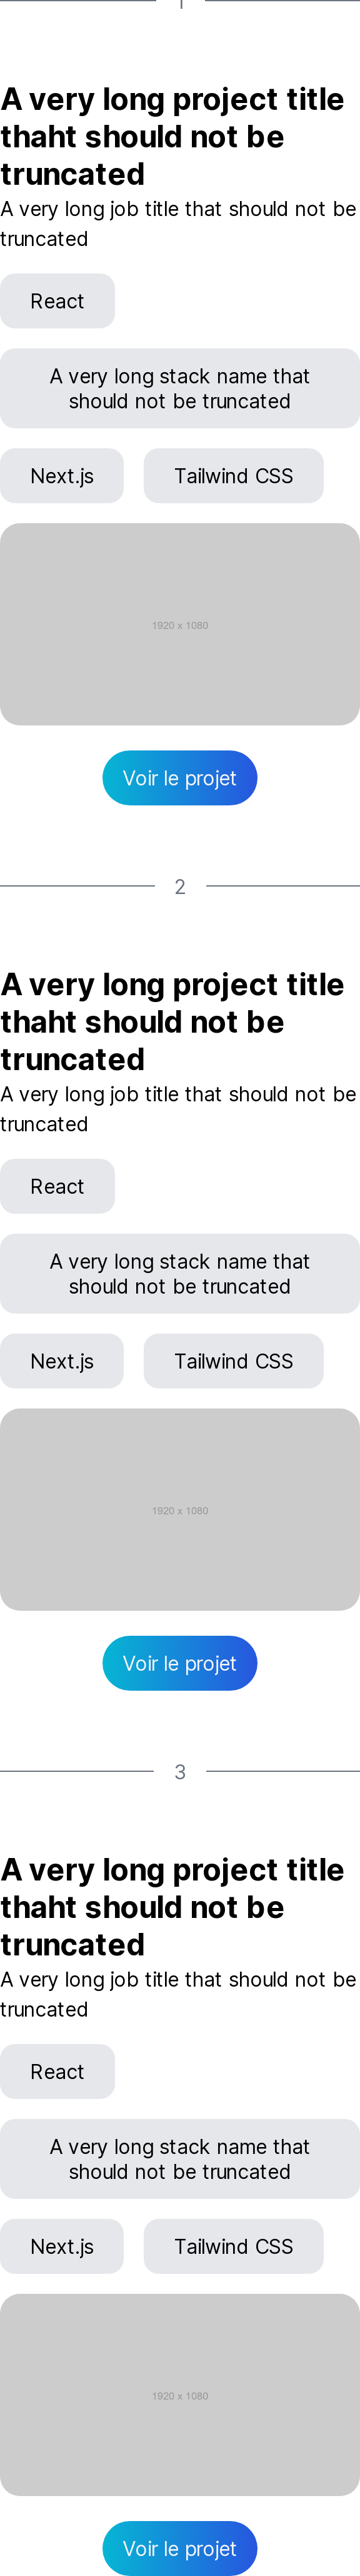 1
A very long project title
thaht should not be
truncated
A very long job title that should not be
truncated
React
A very long stack name that
should not be truncated
Next.js Tailwind CSS
1920 x 1080
Voir le projet
2
A very long project title
thaht should not be
truncated
A very long job title that should not be
truncated
React
A very long stack name that
should not be truncated
Next.js Tailwind CSS
1920 x 1080
Voir le projet
3
A very long project title
thaht should not be
truncated
A very long job title that should not be
truncated
React
A very long stack name that
should not be truncated
Next.js Tailwind CSS
1920 x 1080
Voir le projet